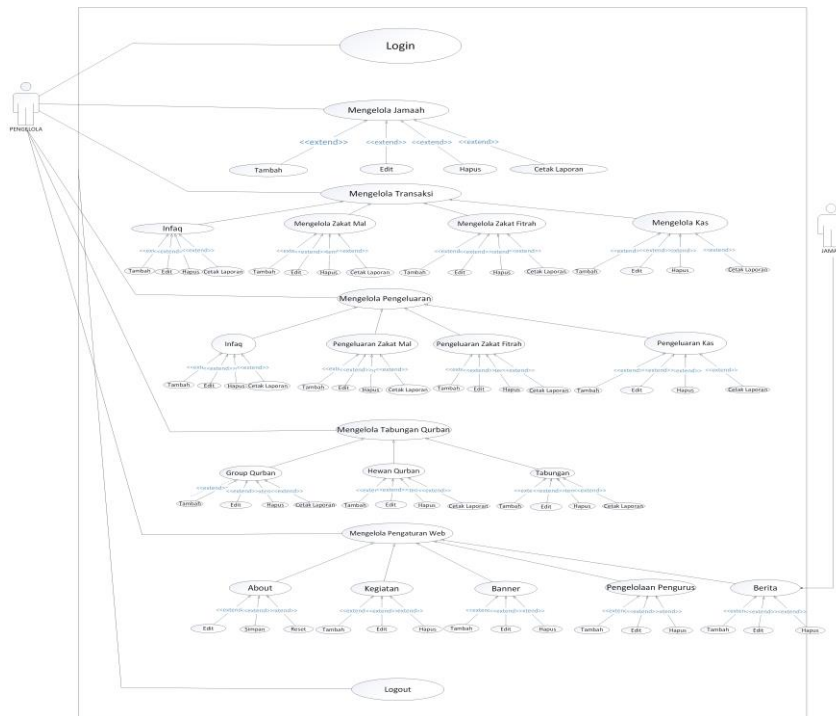 Login
PENGELOLA
Mengelola Jamaah
<<extend>> <<extend>> <<extend>> <<extend>>
Tambah Edit Hapus Cetak Laporan
Mengelola Transaksi
Infaq Mengelola Zakat Mal Mengelola Zakat Fitrah Mengelola Kas
Tambah Edit Hapus Cetak Laporan Tambah Edit Hapus Cetak Laporan Tambah Edit Hapus Cetak Laporan Tambah Edit Hapus Cetak Laporan
Mengelola Pengeluaran
Infaq Pengeluaran Zakat Mal Pengeluaran Zakat Fitrah Pengeluaran Kas
Tambah Edit Hapus Cetak Laporan Tambah Edit Hapus Cetak Laporan Tambah Edit Hapus Cetak Laporan Tambah Edit Hapus Cetak Laporan
Mengelola Tabungan Qurban
Group Qurban Hewan Qurban Tabungan
Tambah Edit Hapus Cetak Laporan Tambah Edit Hapus Cetak Laporan Tambah Edit Hapus Cetak Laporan
Mengelola Pengaturan Web
About Kegiatan Banner Pengelolaan Pengurus Berita
Edit Simpan Reset Tambah Edit Hapus Tambah Edit Hapus Tambah Edit Hapus Tambah Edit Hapus
Logout